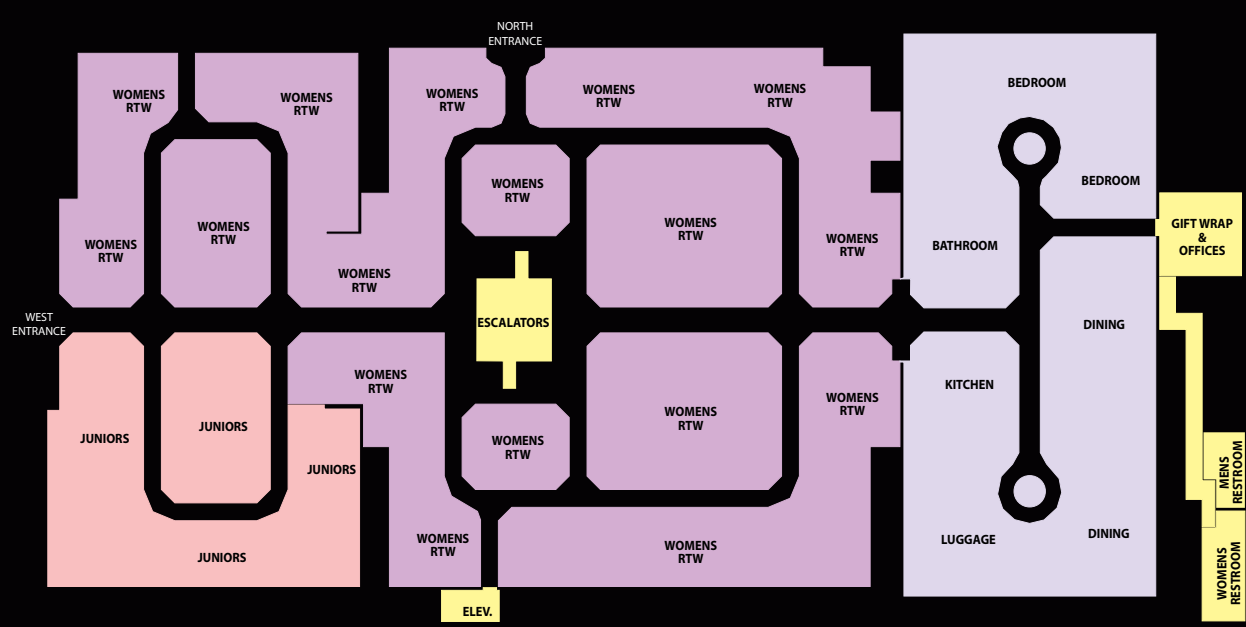 NORTH
ENTRANCE
WOMENS
RTW
WOMENS
RTW
WOMENS
RTW
WOMENS
RTW
WOMENS
RTW
BEDROOM
BEDROOM
WOMENS
RTW
WOMENS
RTW
WOMENS
RTW
WOMENS
RTW
WOMENS
RTW
WOMENS
RTW
BATHROOM
GIFT WRAP
&
OFFICES
WEST
ENTRANCE
ESCALATORS
DINING
WOMENS
RTW
KITCHEN
JUNIORS
JUNIORS
JUNIORS
WOMENS
RTW
WOMENS
RTW
WOMENS
RTW
MENS
RESTROOM
JUNIORS
WOMENS
RTW
WOMENS
RTW
LUGGAGE
DINING
WOMENS
RESTROOM
ELEV.